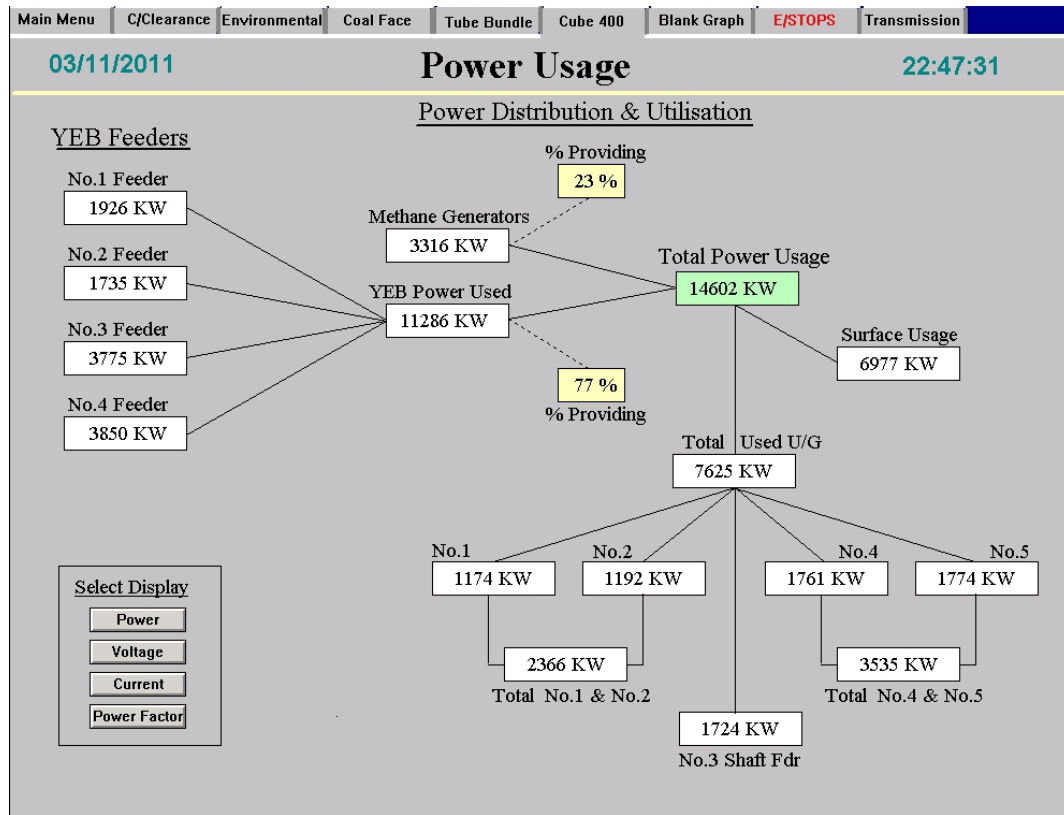 Main Menu C/Clearance Environmental Coal Face Tube Bundle Cube 400 Blank Graph E/STOPS Transmission
03/11/2011 Power Usage 22:47:31
Power Distribution & Utilisation
YEB Feeders
% Providing
23 %
No.1 Feeder
1926 KW
Methane Generators
3316 KW
No.2 Feeder
1735 KW
Total Power Usage
14602 KW
YEB Power Used
11286 KW
No.3 Feeder
3775 KW
Surface Usage
6977 KW
77 %
% Providing
No.4 Feeder
3850 KW
Total Used U/G
7625 KW
No.1 No.2 No.4 No.5
1174 KW 1192 KW 1761 KW 1774 KW
2366 KW 3535 KW
Total No.1 & No.2 Total No.4 & No.5
1724 KW
No.3 Shaft Fdr
Select Display
Power
Voltage
Current
Power Factor